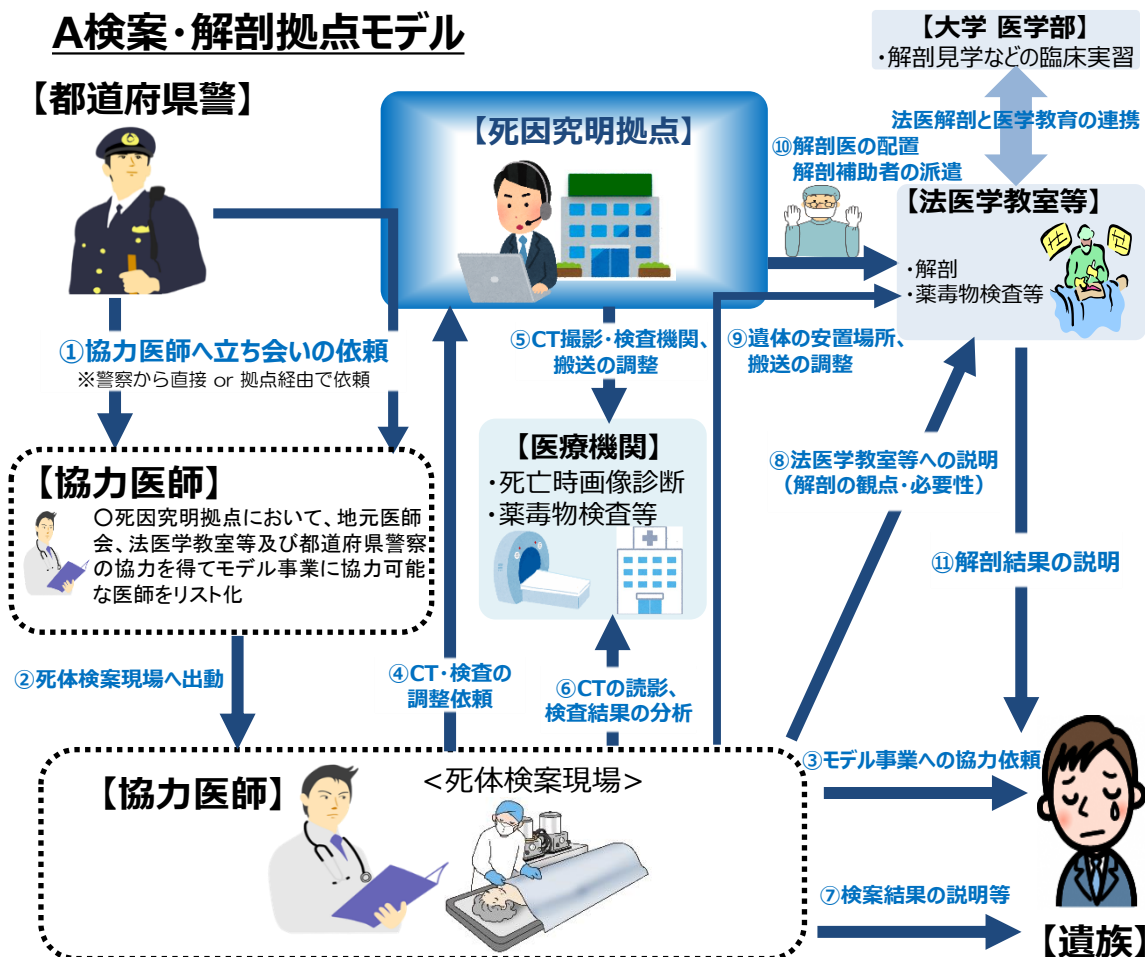 A検案・解剖拠点モデル
【大学 医学部】
・解剖見学などの臨床実習
法医解剖と医学教育の連携
【都道府県警】
【死因究明拠点】
⑩解剖医の配置
解剖補助者の派遣
【法医学教室等】
・解剖
・薬毒物検査等
①協力医師へ立ち会いの依頼
※警察から直接 or 拠点経由で依頼
⑤CT撮影・検査機関、
搬送の調整
⑨遺体の安置場所、
搬送の調整
【協力医師】
〇死因究明拠点において、地元医師
会、法医学教室等及び都道府県警察
の協力を得てモデル事業に協力可能
な医師をリスト化
【医療機関】
・死亡時画像診断
・薬毒物検査等
⑧法医学教室等への説明
（解剖の観点・必要性）
⑪解剖結果の説明
②死体検案現場へ出動
④CT・検査の
調整依頼
⑥CTの読影、
検査結果の分析
【協力医師】
<死体検案現場>
③モデル事業への協力依頼
⑦検案結果の説明等
【遺族】